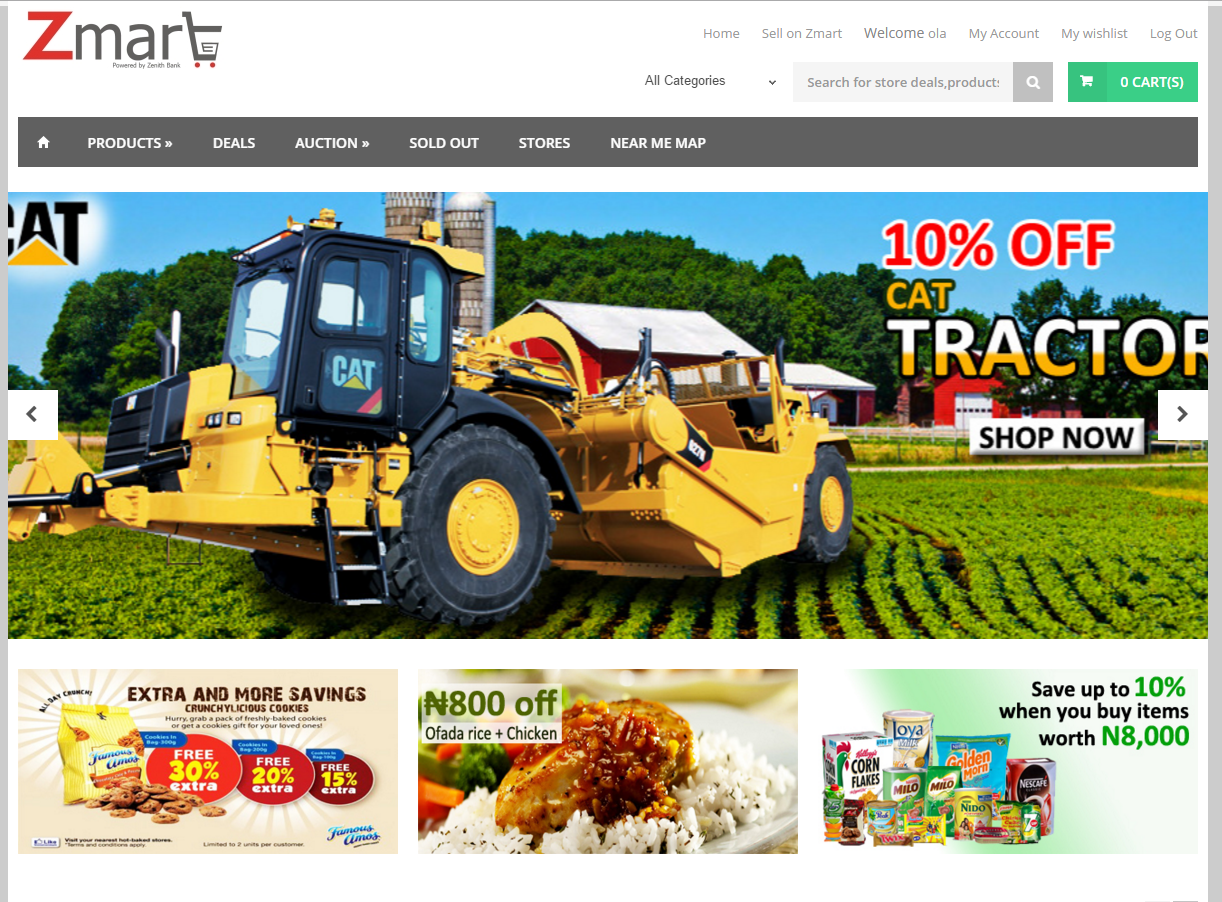 Zmart
Powered by Zenith Bank
Home Sell on Zmart Welcome ola My Account My wishlist Log Out
All Categories Search for store deals,products 0 CART(S)
PRODUCTS » DEALS AUCTION » SOLD OUT STORES NEAR ME MAP
CAT
10% OFF
CAT
TRACTOR
SHOP NOW
CAT
627K
ALL DAY CRUNCH!
EXTRA AND MORE SAVINGS
CRUNCHYLICIOUS COOKIES
Hurry, grab a pack of freshly-baked cookies
or get a cookies gift for your loved ones!
Cookies in
Bag-300g
FREE
30%
extra
Cookies in
Bag-200g
FREE
20%
extra
Cookies in
Bag-100g
FREE
15%
extra
Famous
Amos
Like
Visit your nearest hot-baked stores.
*Terms and conditions apply.
Limited to 2 units per customer.
Famous
Amos
₦800 off
Ofada rice + Chicken
Save up to 10%
when you buy items
worth N8,000
Kellogg's
CORN
FLAKES
Loya
Milk
Golden
Morn
MILO
MILO
NESCAFÉ
NIDO
Peak
Twix
7